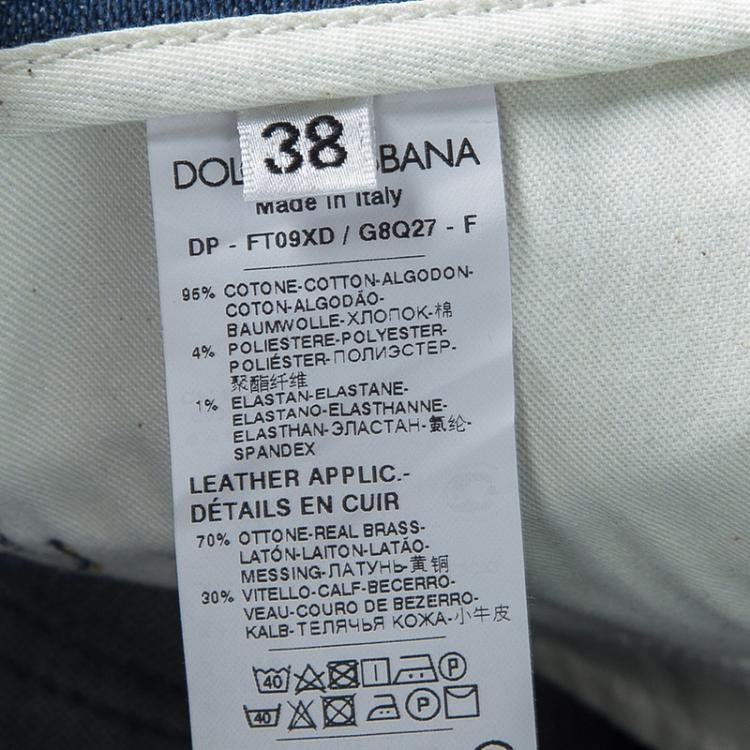 38
DOL BBANA
Made in Italy
DP - FT09XD / G8Q27 - F
95% COTONE-COTTON-ALGODON-
COTON-ALGODÃO-
BAUMWOLLE-ХЛОПОК-棉
4% POLIESTERE-POLYESTER-
POLIÉSTER-ПОЛИЭСТЕР-
聚酯纤维
1% ELASTAN-ELASTANE-
ELASTANO-ELASTHANNE-
ELASTHAN-ЭЛАСТАН-氨纶-
SPANDEX
LEATHER APPLIC.-
DÉTAILS EN CUIR
70% OTTONE-REAL BRASS-
LATÓN-LAITON-LATÃO-
MESSING-ЛАТУНЬ-黄铜
30% VITELLO-CALF-BECERRO-
VEAU-COURO DE BEZERRO-
KALB-ТЕЛЯЧЬЯ КОЖА-小牛皮
40 P
40 P